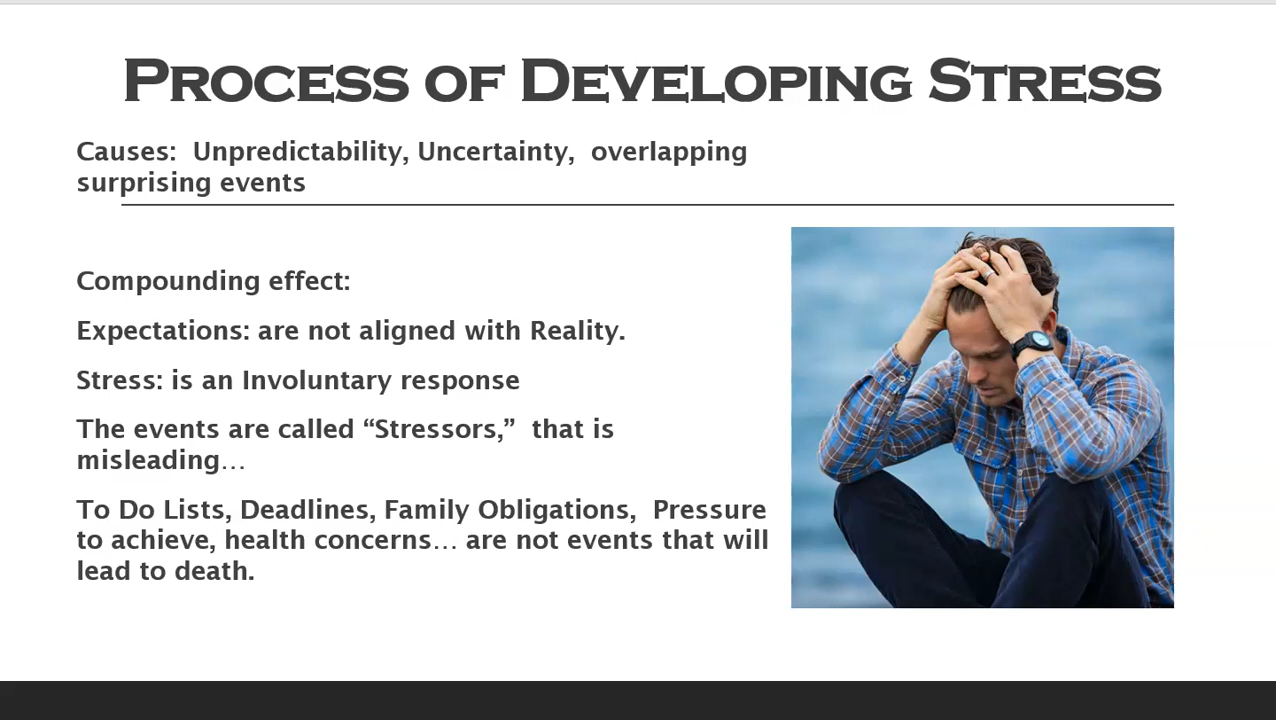 Process of Developing Stress
Causes:  Unpredictability, Uncertainty,  overlapping
surprising events
Compounding effect:
Expectations: are not aligned with Reality.
Stress: is an Involuntary response
The events are called “Stressors,”  that is
misleading…
To Do Lists, Deadlines, Family Obligations,  Pressure
to achieve, health concerns… are not events that will
lead to death.